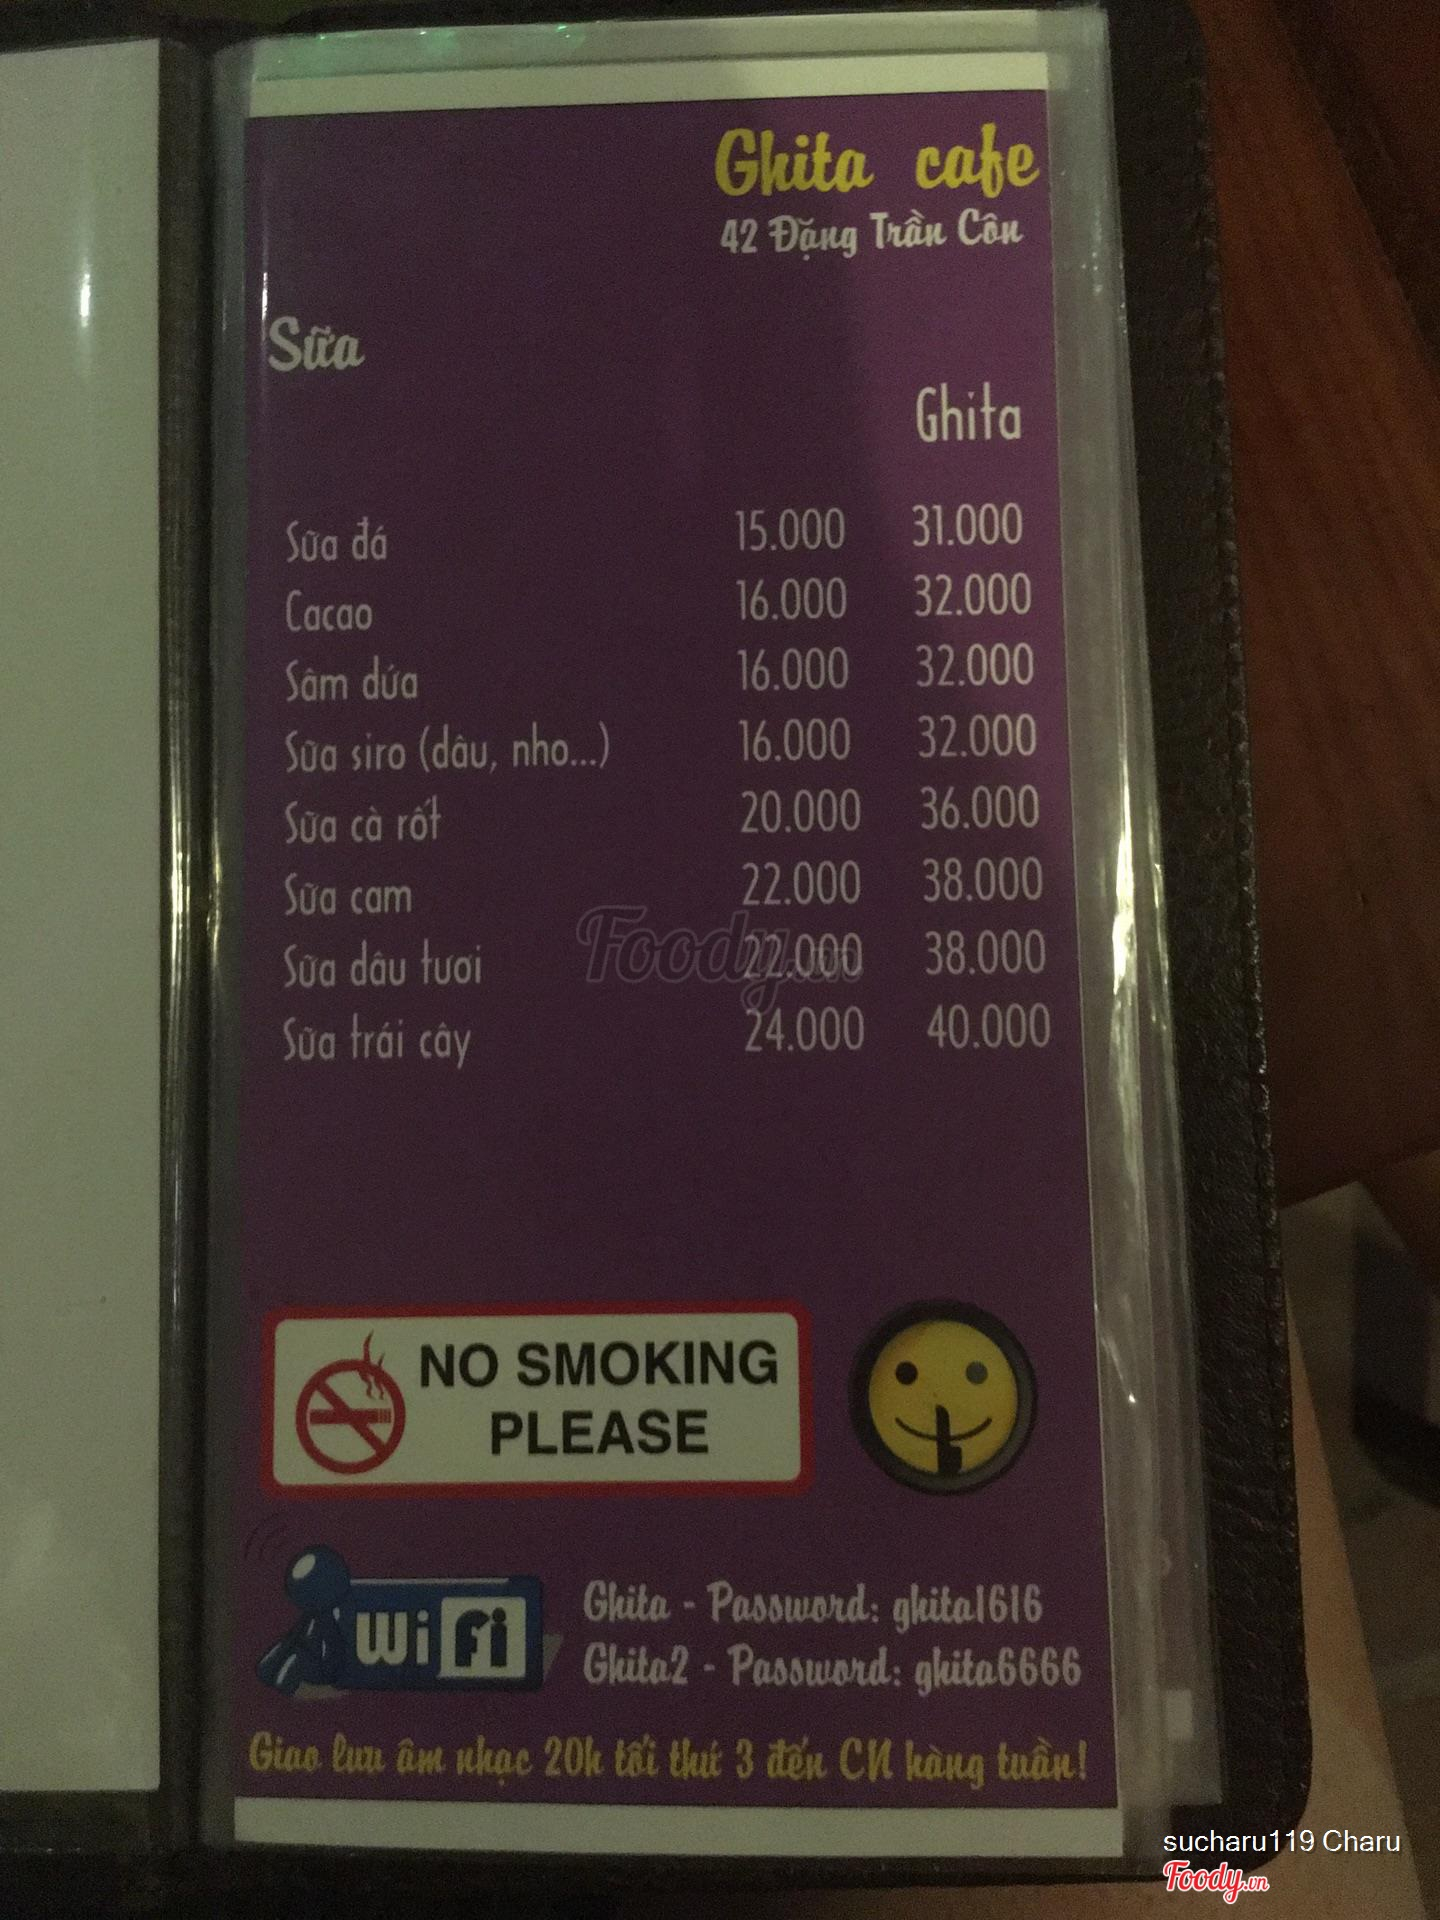 Ghita cafe
42 Đặng Trần Côn
Sữa
Ghita
Sữa đá 15.000 31.000
Cacao 16.000 32.000
Sâm dứa 16.000 32.000
Sữa siro (dâu, nho...) 16.000 32.000
Sữa cà rốt 20.000 36.000
Sữa cam 22.000 38.000
Sữa dâu tươi 22.000 38.000
Sữa trái cây 24.000 40.000
Foody.vn
NO SMOKING
PLEASE
WiFi
Ghita - Password: ghita1616
Ghita2 - Password: ghita6666
Giao lưu âm nhạc 20h tối thứ 3 đến CN hàng tuần!
sucharu119 Charu
Foody.vn